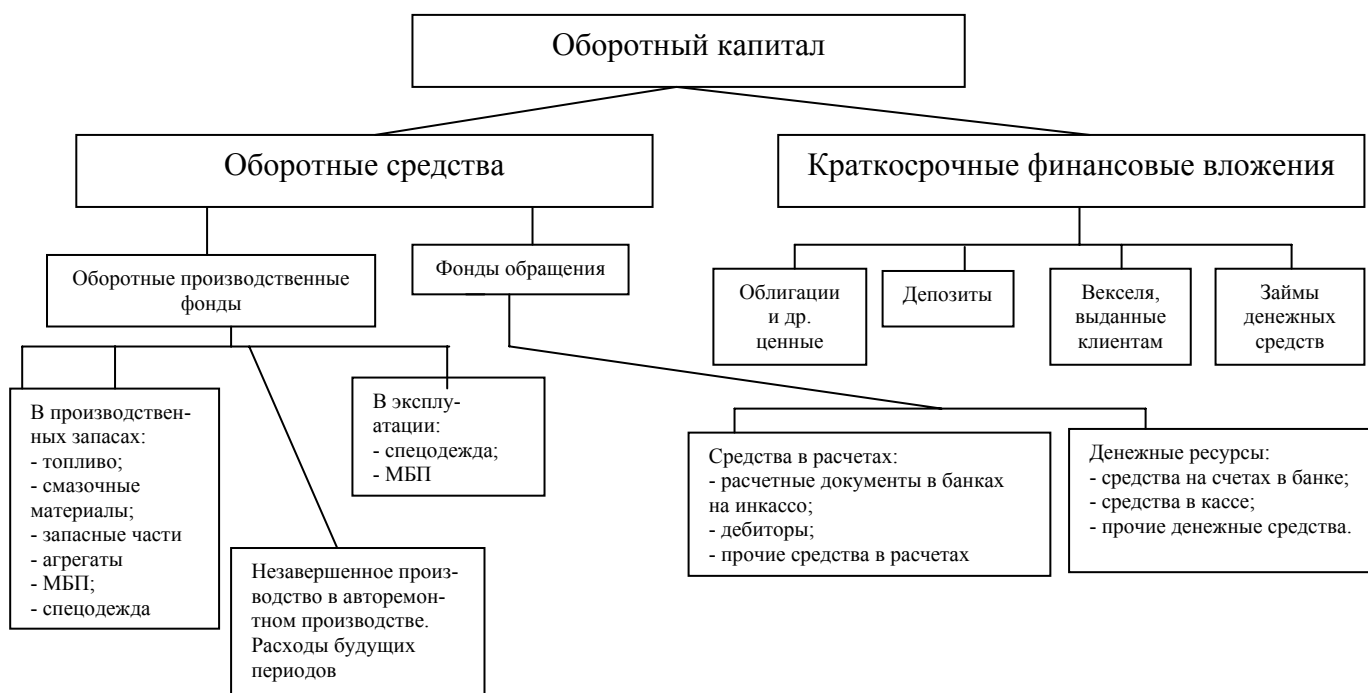 Оборотный капитал
Оборотные средства
Краткосрочные финансовые вложения
Оборотные производственные
фонды
Фонды обращения
Облигации
и др.
ценные
Депозиты
Векселя,
выданные
клиентам
Займы
денежных
средств
В производствен-
ных запасах:
- топливо;
- смазочные
материалы;
- запасные части
- агрегаты
- МБП;
- спецодежда
Незавершенное произ-
водство в авторемон-
тном производстве.
Расходы будущих
периодов
В эксплу-
атации:
- спецодежда;
- МБП
Средства в расчетах:
- расчетные документы в банках
на инкассо;
- дебиторы;
- прочие средства в расчетах
Денежные ресурсы:
- средства на счетах в банке;
- средства в кассе;
- прочие денежные средства.